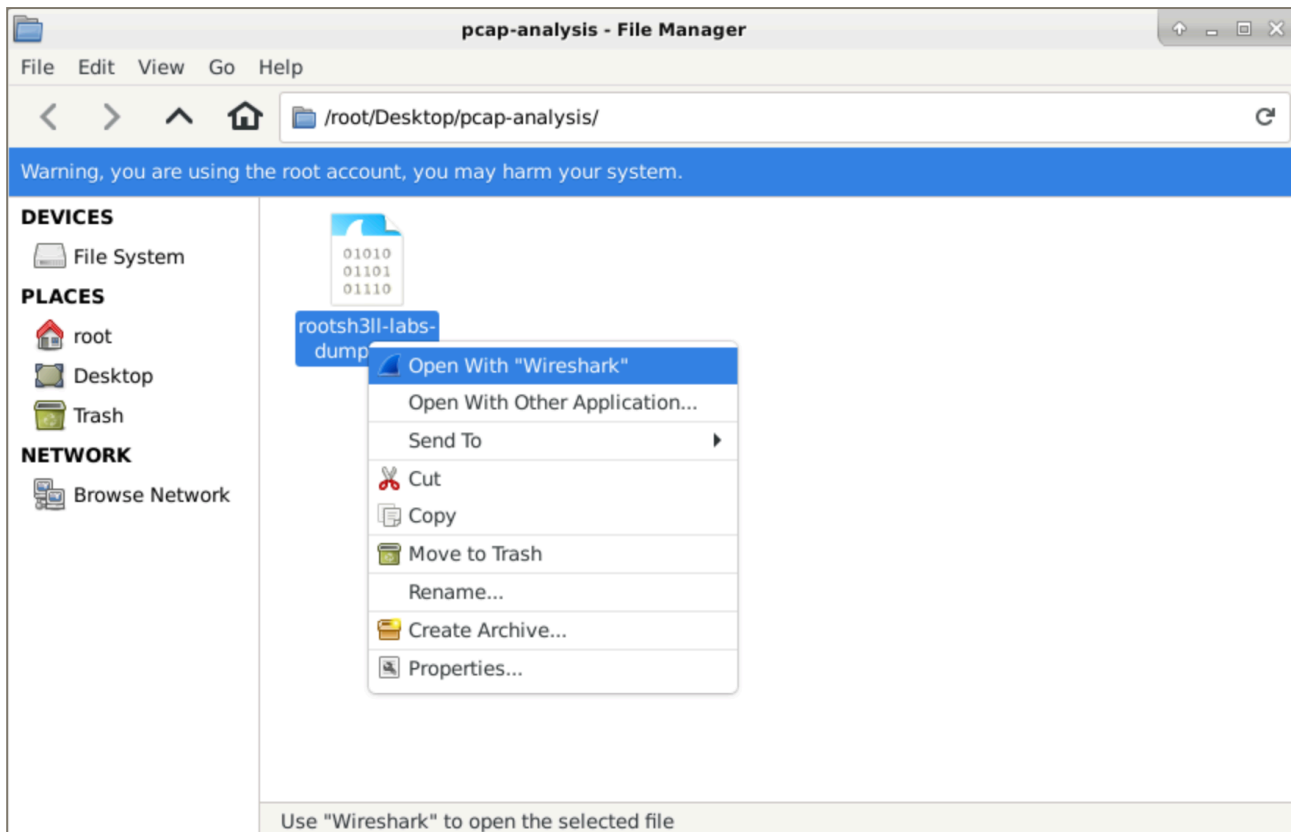 pcap-analysis - File Manager
File Edit View Go Help
/root/Desktop/pcap-analysis/
Warning, you are using the root account, you may harm your system.
DEVICES
File System
PLACES
root
Desktop
Trash
NETWORK
Browse Network
01010
01101
01110
rootsh3ll-labs-
dump
Open With "Wireshark"
Open With Other Application...
Send To
Cut
Copy
Move to Trash
Rename...
Create Archive...
Properties...
Use "Wireshark" to open the selected file